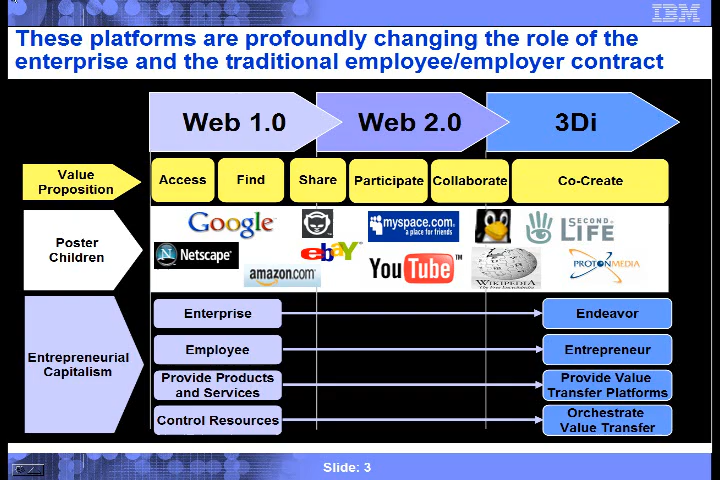 IBM
These platforms are profoundly changing the role of the
enterprise and the traditional employee/employer contract
Web 1.0
Web 2.0
3Di
Value
Proposition
Access
Find
Share
Participate
Collaborate
Co-Create
Poster
Children
Google™
myspace.com®
a place for friends
SECOND
LIFE
Netscape®
ebaY™
amazon.com®
YouTube™
WIKIPEDIA
The Free Encyclopedia
PROTONMEDIA
Entrepreneurial
Capitalism
Enterprise
Endeavor
Employee
Entrepreneur
Provide Products
and Services
Provide Value
Transfer Platforms
Control Resources
Orchestrate
Value Transfer
Slide: 3